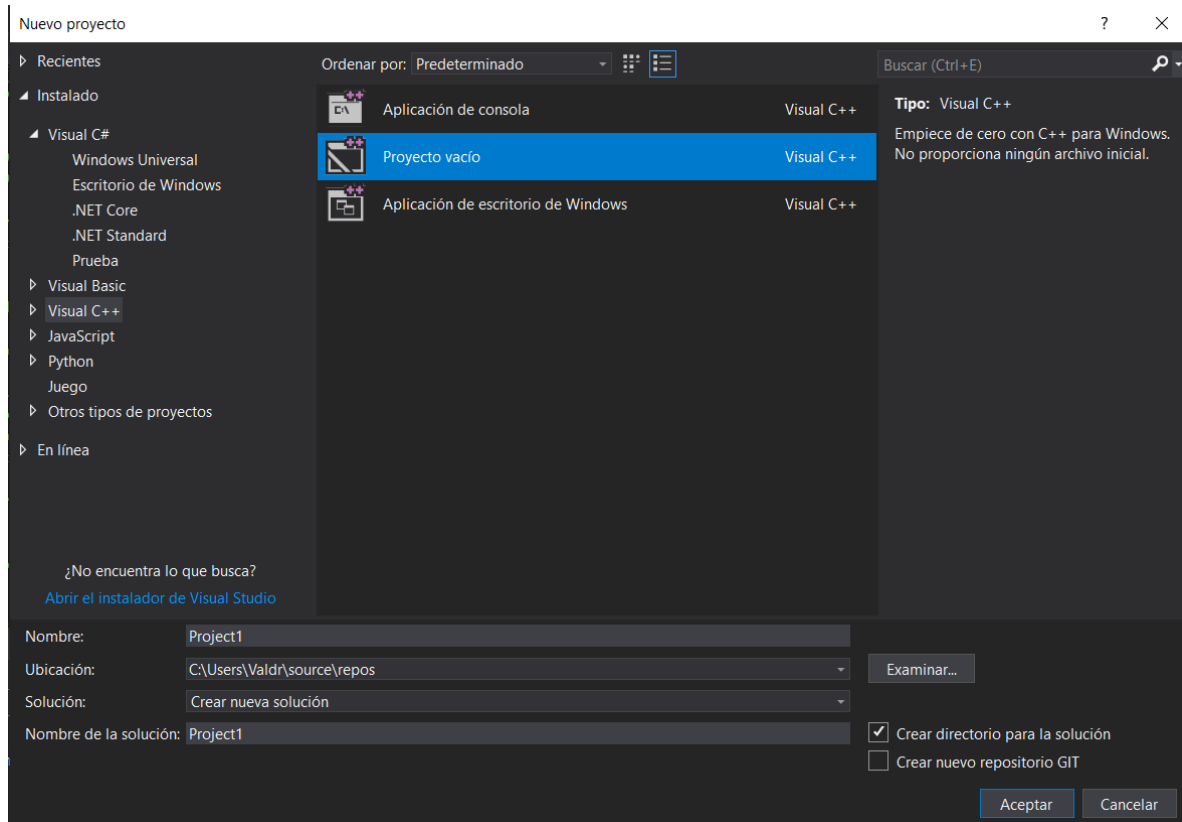 Nuevo proyecto
?
Recientes
Instalado
Visual C#
Windows Universal
Escritorio de Windows
.NET Core
.NET Standard
Prueba
Visual Basic
Visual C++
JavaScript
Python
Juego
Otros tipos de proyectos
En línea
¿No encuentra lo que busca?
Abrir el instalador de Visual Studio
Ordenar por: Predeterminado
Aplicación de consola Visual C++
Proyecto vacío Visual C++
Aplicación de escritorio de Windows Visual C++
Buscar (Ctrl+E)
Tipo: Visual C++
Empiece de cero con C++ para Windows.
No proporciona ningún archivo inicial.
Nombre: Project1
Ubicación: C:\Users\Valdr\source\repos Examinar...
Solución: Crear nueva solución
Nombre de la solución: Project1
Crear directorio para la solución
Crear nuevo repositorio GIT
Aceptar Cancelar